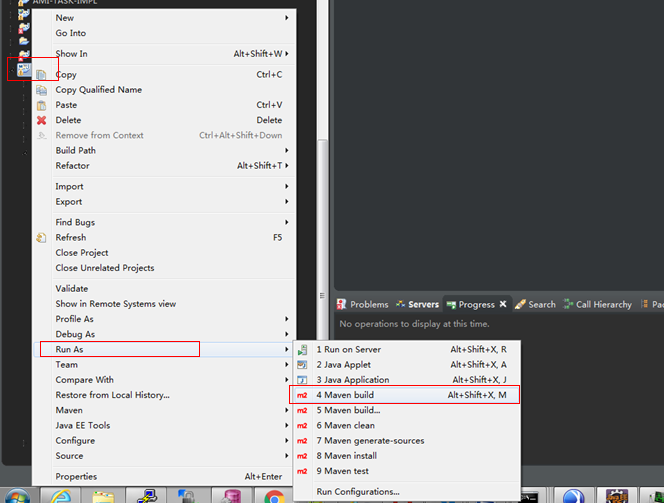 AMI-TASK-IMPL
New
Go Into
Show In Alt+Shift+W
Copy Ctrl+C
Copy Qualified Name
Paste Ctrl+V
Delete Delete
Remove from Context Ctrl+Alt+Shift+Down
Build Path
Refactor Alt+Shift+T
Import
Export
Find Bugs
Refresh F5
Close Project
Close Unrelated Projects
Validate
Show in Remote Systems view
Profile As
Debug As
Run As
Team
Compare With
Restore from Local History...
Maven
Java EE Tools
Configure
Source
Properties Alt+Enter
Problems Servers Progress Search Call Hierarchy
No operations to display at this time.
1 Run on Server Alt+Shift+X, R
2 Java Applet Alt+Shift+X, A
3 Java Application Alt+Shift+X, J
m2 4 Maven build Alt+Shift+X, M
m2 5 Maven build...
m2 6 Maven clean
m2 7 Maven generate-sources
m2 8 Maven install
m2 9 Maven test
Run Configurations...